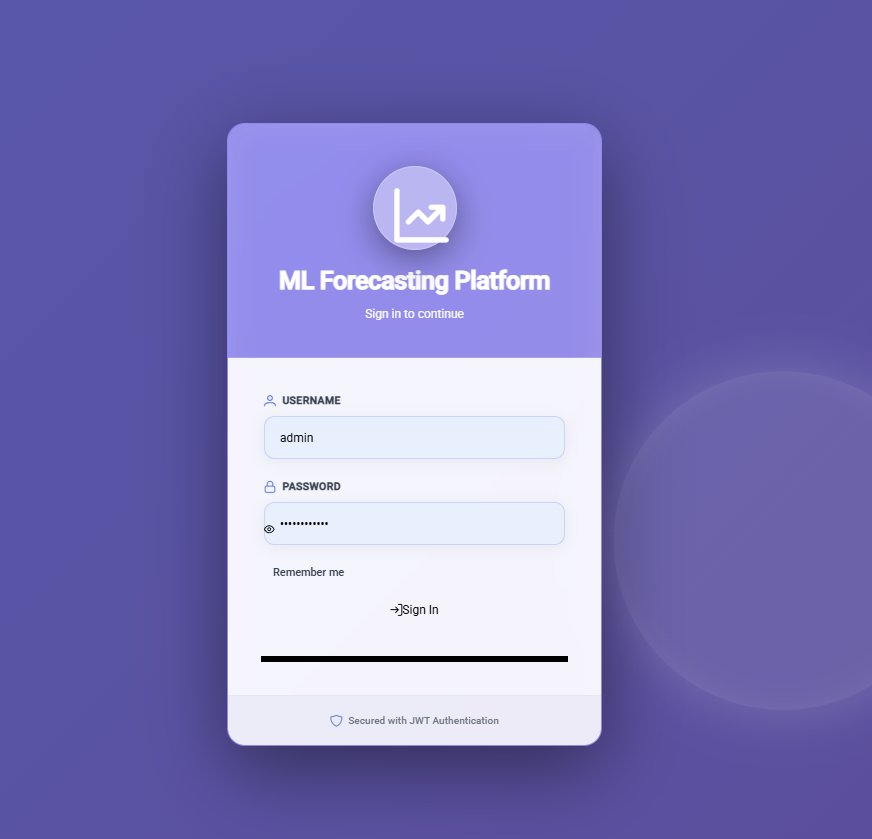 ML Forecasting Platform
Sign in to continue
USERNAME
admin
PASSWORD
••••••••••••
Remember me
Sign In
Secured with JWT Authentication